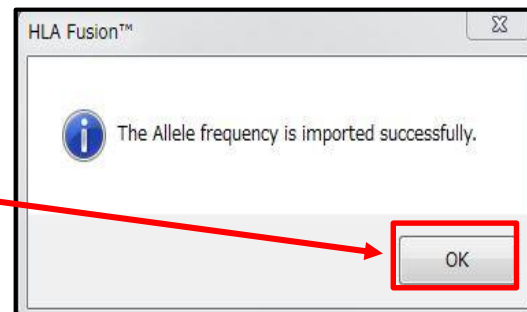 HLA Fusion™
The Allele frequency is imported successfully.
OK